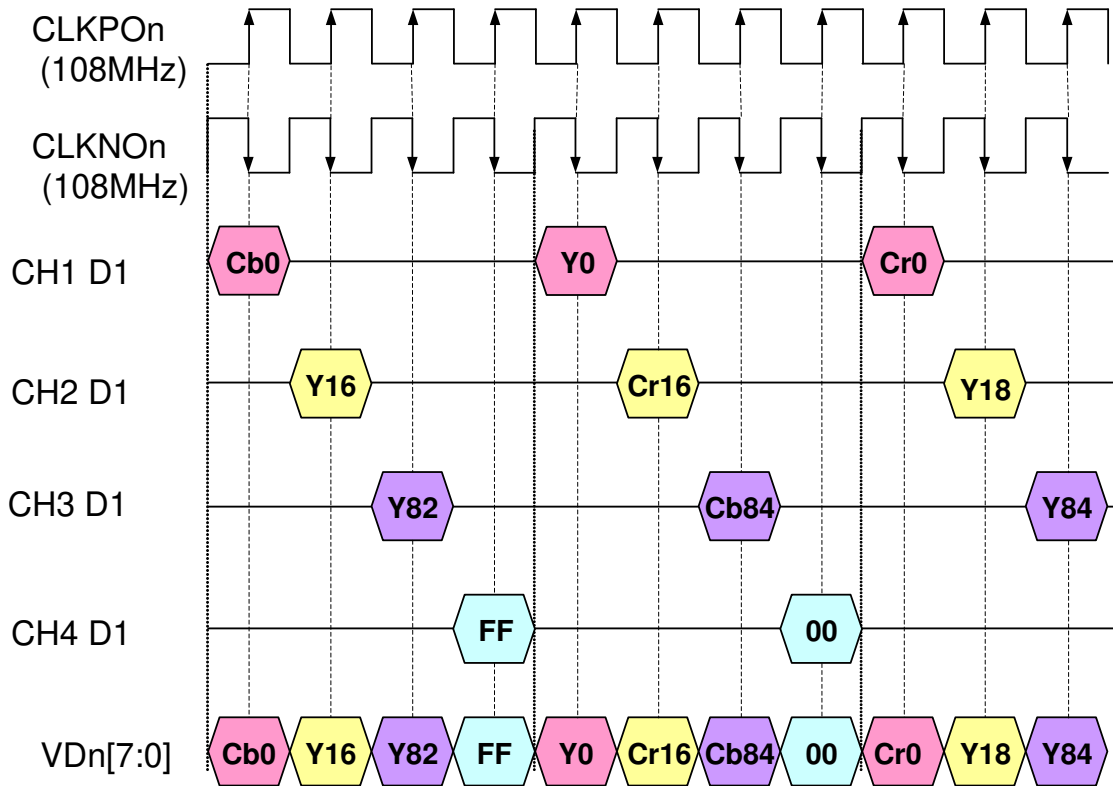 CLKPOn
(108MHz)
CLKNOn
(108MHz)
CH1 D1
Cb0 Y0 Cr0
CH2 D1
Y16 Cr16 Y18
CH3 D1
Y82 Cb84 Y84
CH4 D1
FF 00
VDn[7:0]
Cb0 Y16 Y82 FF Y0 Cr16 Cb84 00 Cr0 Y18 Y84